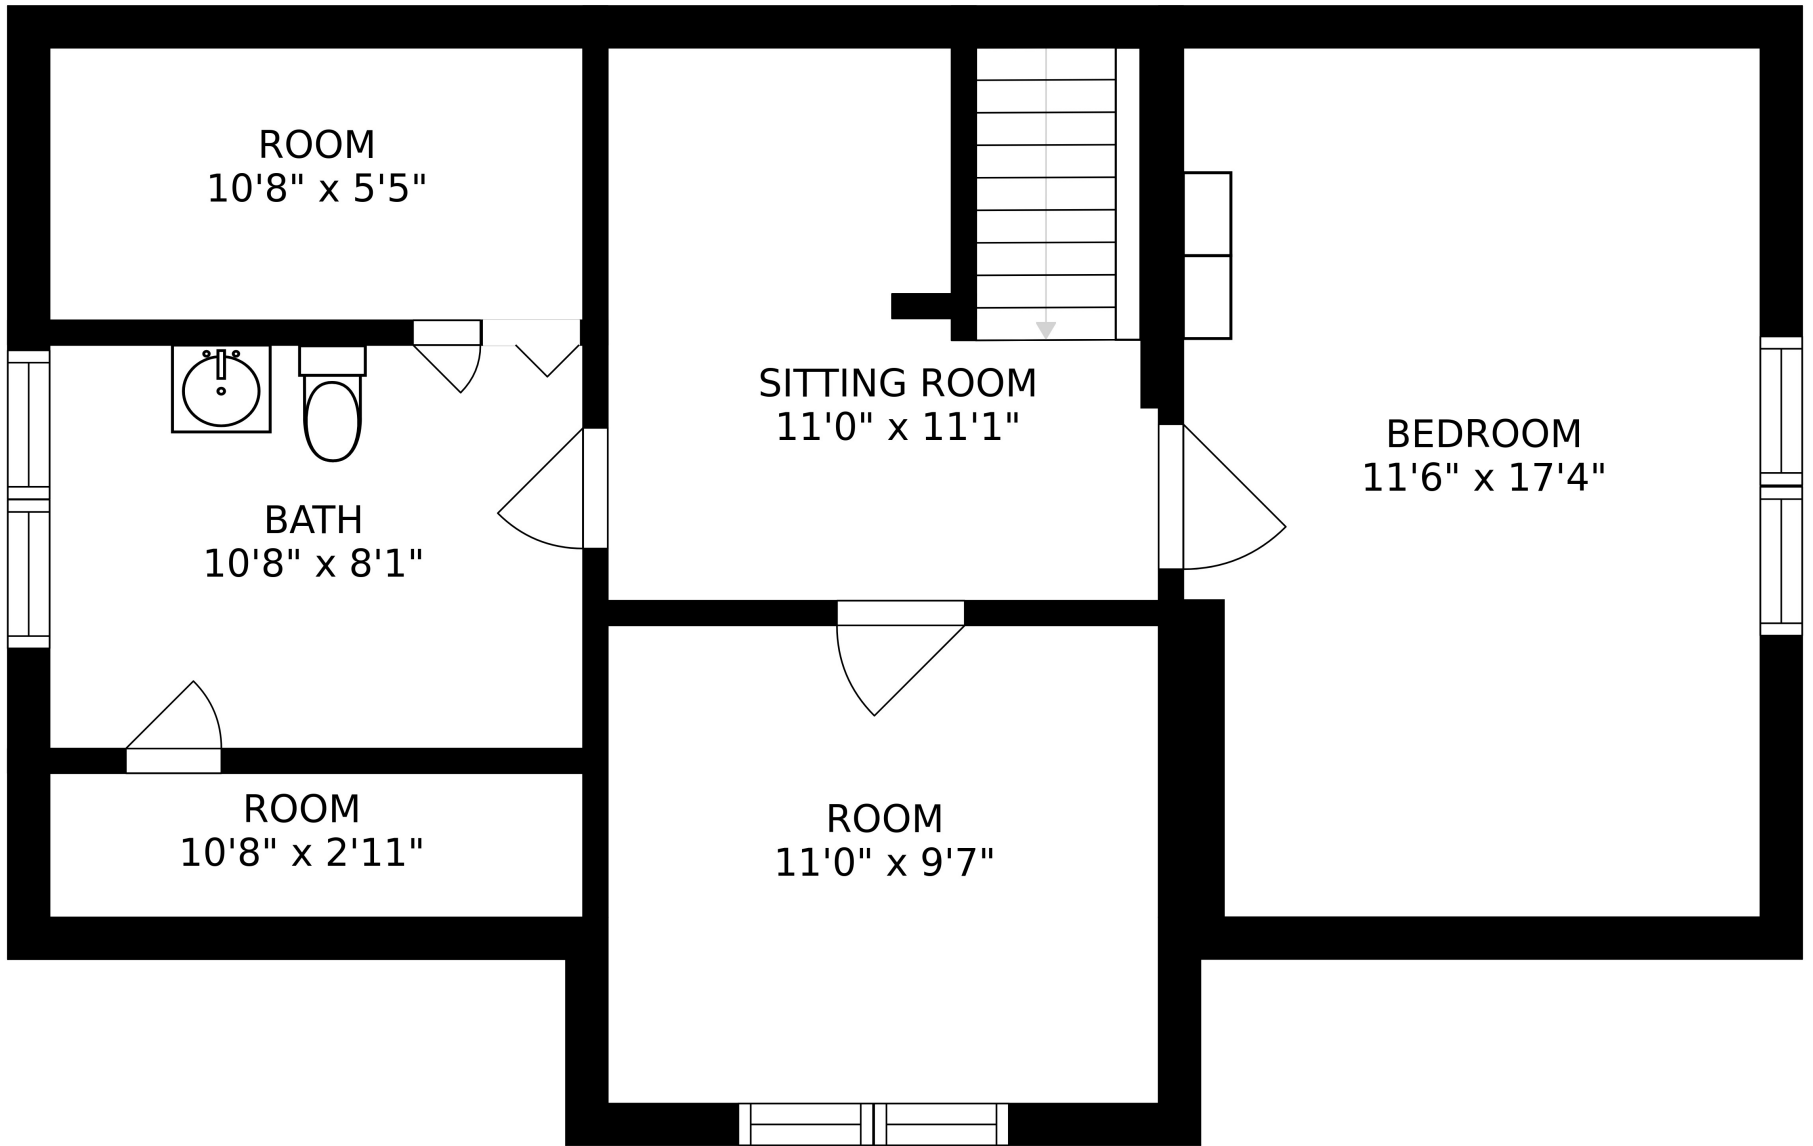 ROOM
10'8" x 5'5"
SITTING ROOM
11'0" x 11'1"
BEDROOM
11'6" x 17'4"
BATH
10'8" x 8'1"
ROOM
10'8" x 2'11"
ROOM
11'0" x 9'7"